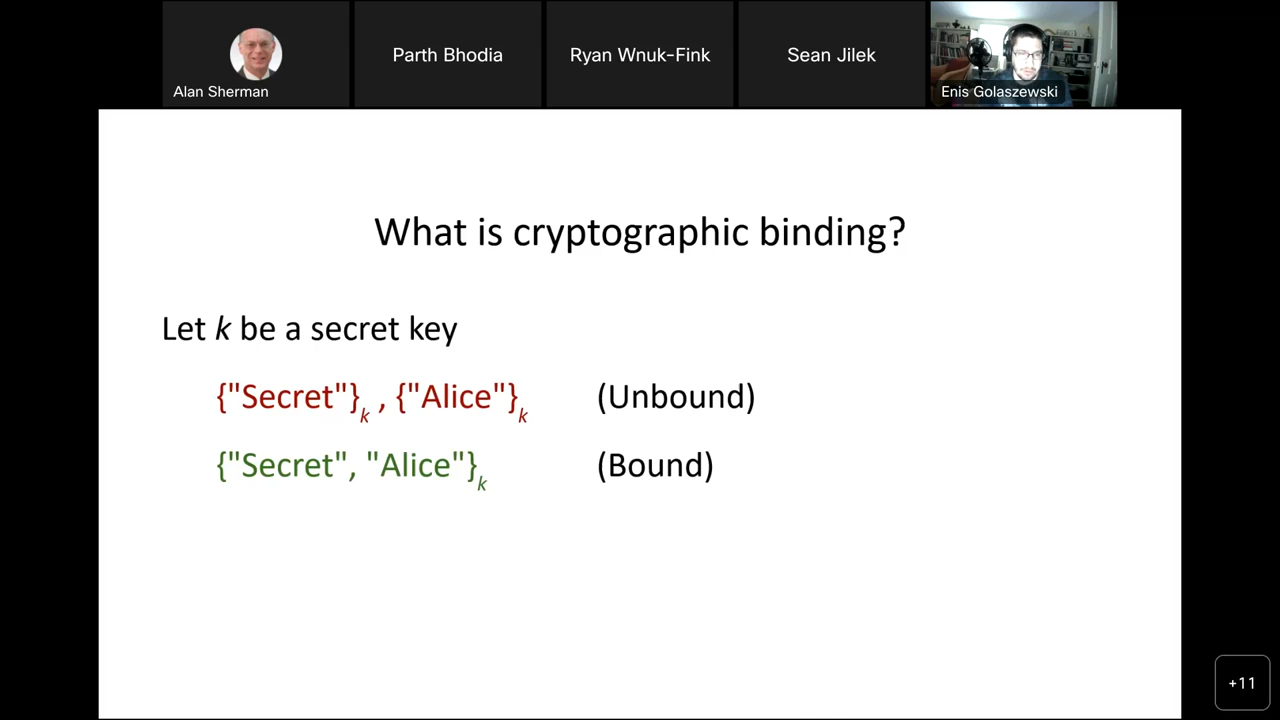 Alan Sherman
Parth Bhodia
Ryan Wnuk-Fink
Sean Jilek
Enis Golaszewski
What is cryptographic binding?
Let k be a secret key
{"Secret"}k , {"Alice"}k (Unbound)
{"Secret", "Alice"}k (Bound)
+11